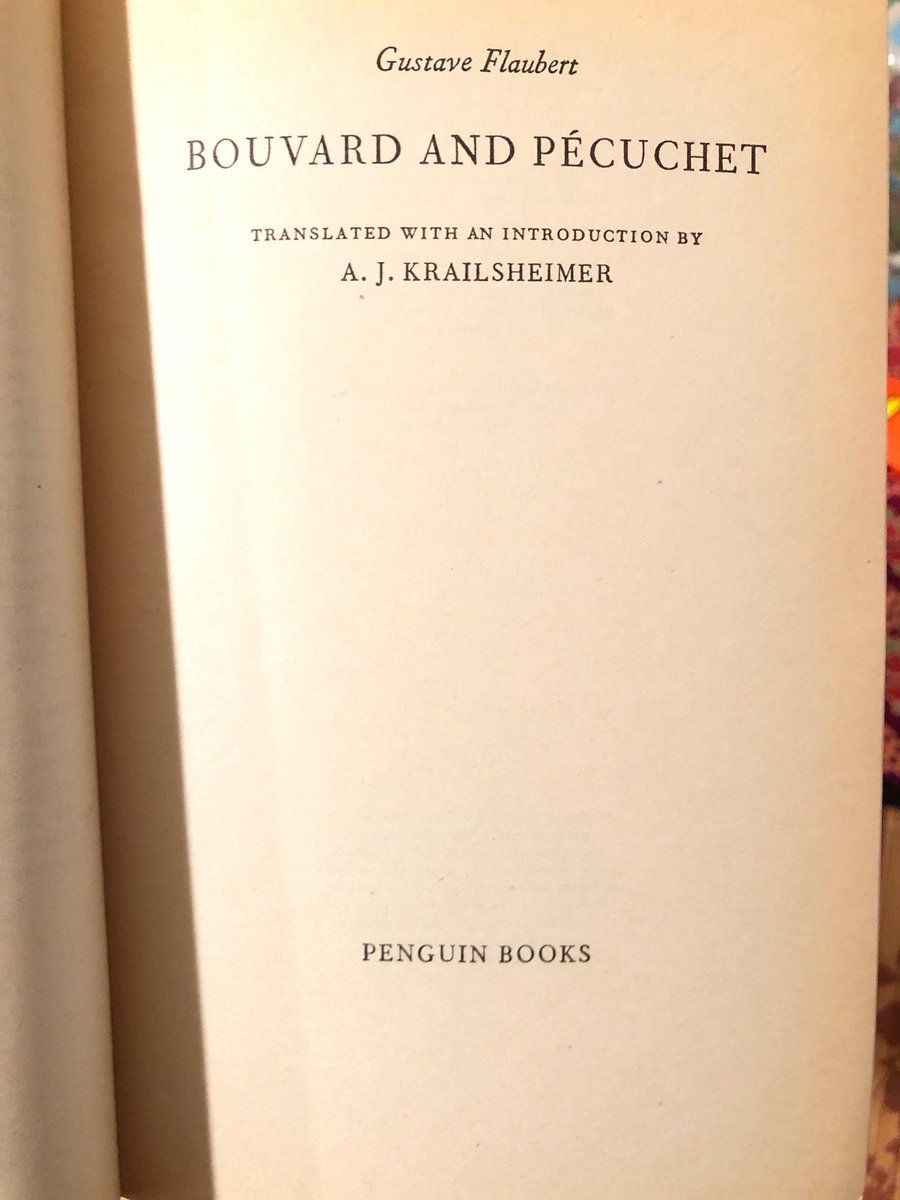 Gustave Flaubert
BOUVARD AND PÉCUCHET
TRANSLATED WITH AN INTRODUCTION BY
A. J. KRAILSHEIMER
PENGUIN BOOKS